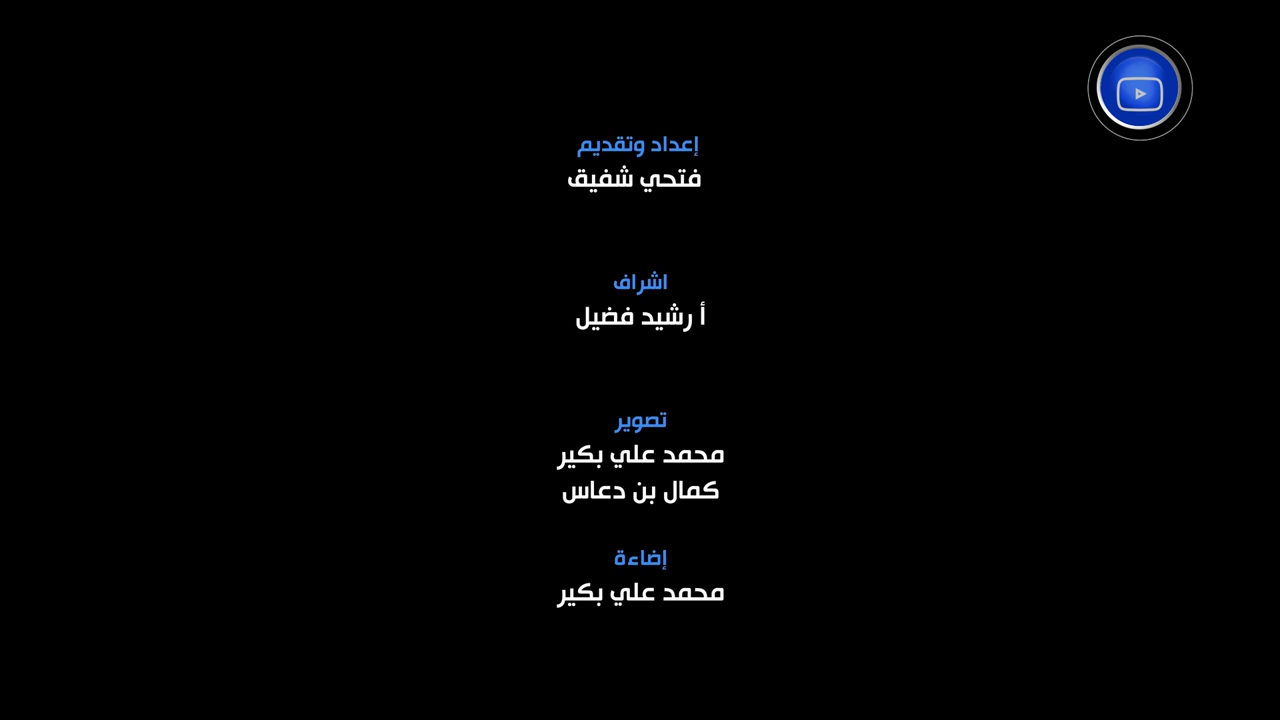 إعداد وتقديم
فتحي شفيق
اشراف
أ رشيد فضيل
تصوير
محمد علي بكير
كمال بن دعاس
إضاءة
محمد علي بكير